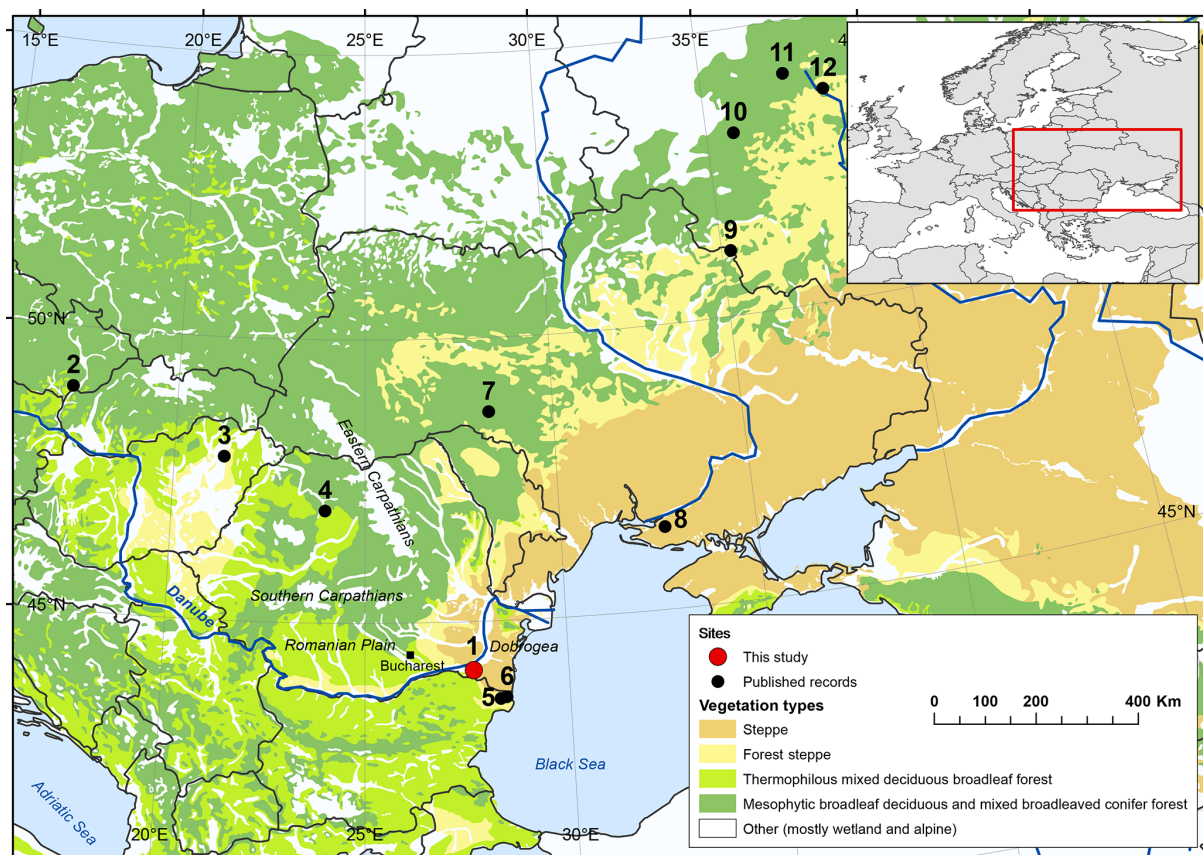 15°E
20°E
25°E
30°E
35°E
4
11
12
10
9
50°N
2
7
3
Eastern Carpathians
4
8
45°N
45°N
Danube
Southern Carpathians
Romanian Plain
1
Dobrogea
Bucharest
6
5
Black Sea
Adriatic Sea
20°E
25°E
30°E
Sites
This study
Published records
0 100 200 400 Km
Vegetation types
Steppe
Forest steppe
Thermophilous mixed deciduous broadleaf forest
Mesophytic broadleaf deciduous and mixed broadleaved conifer forest
Other (mostly wetland and alpine)